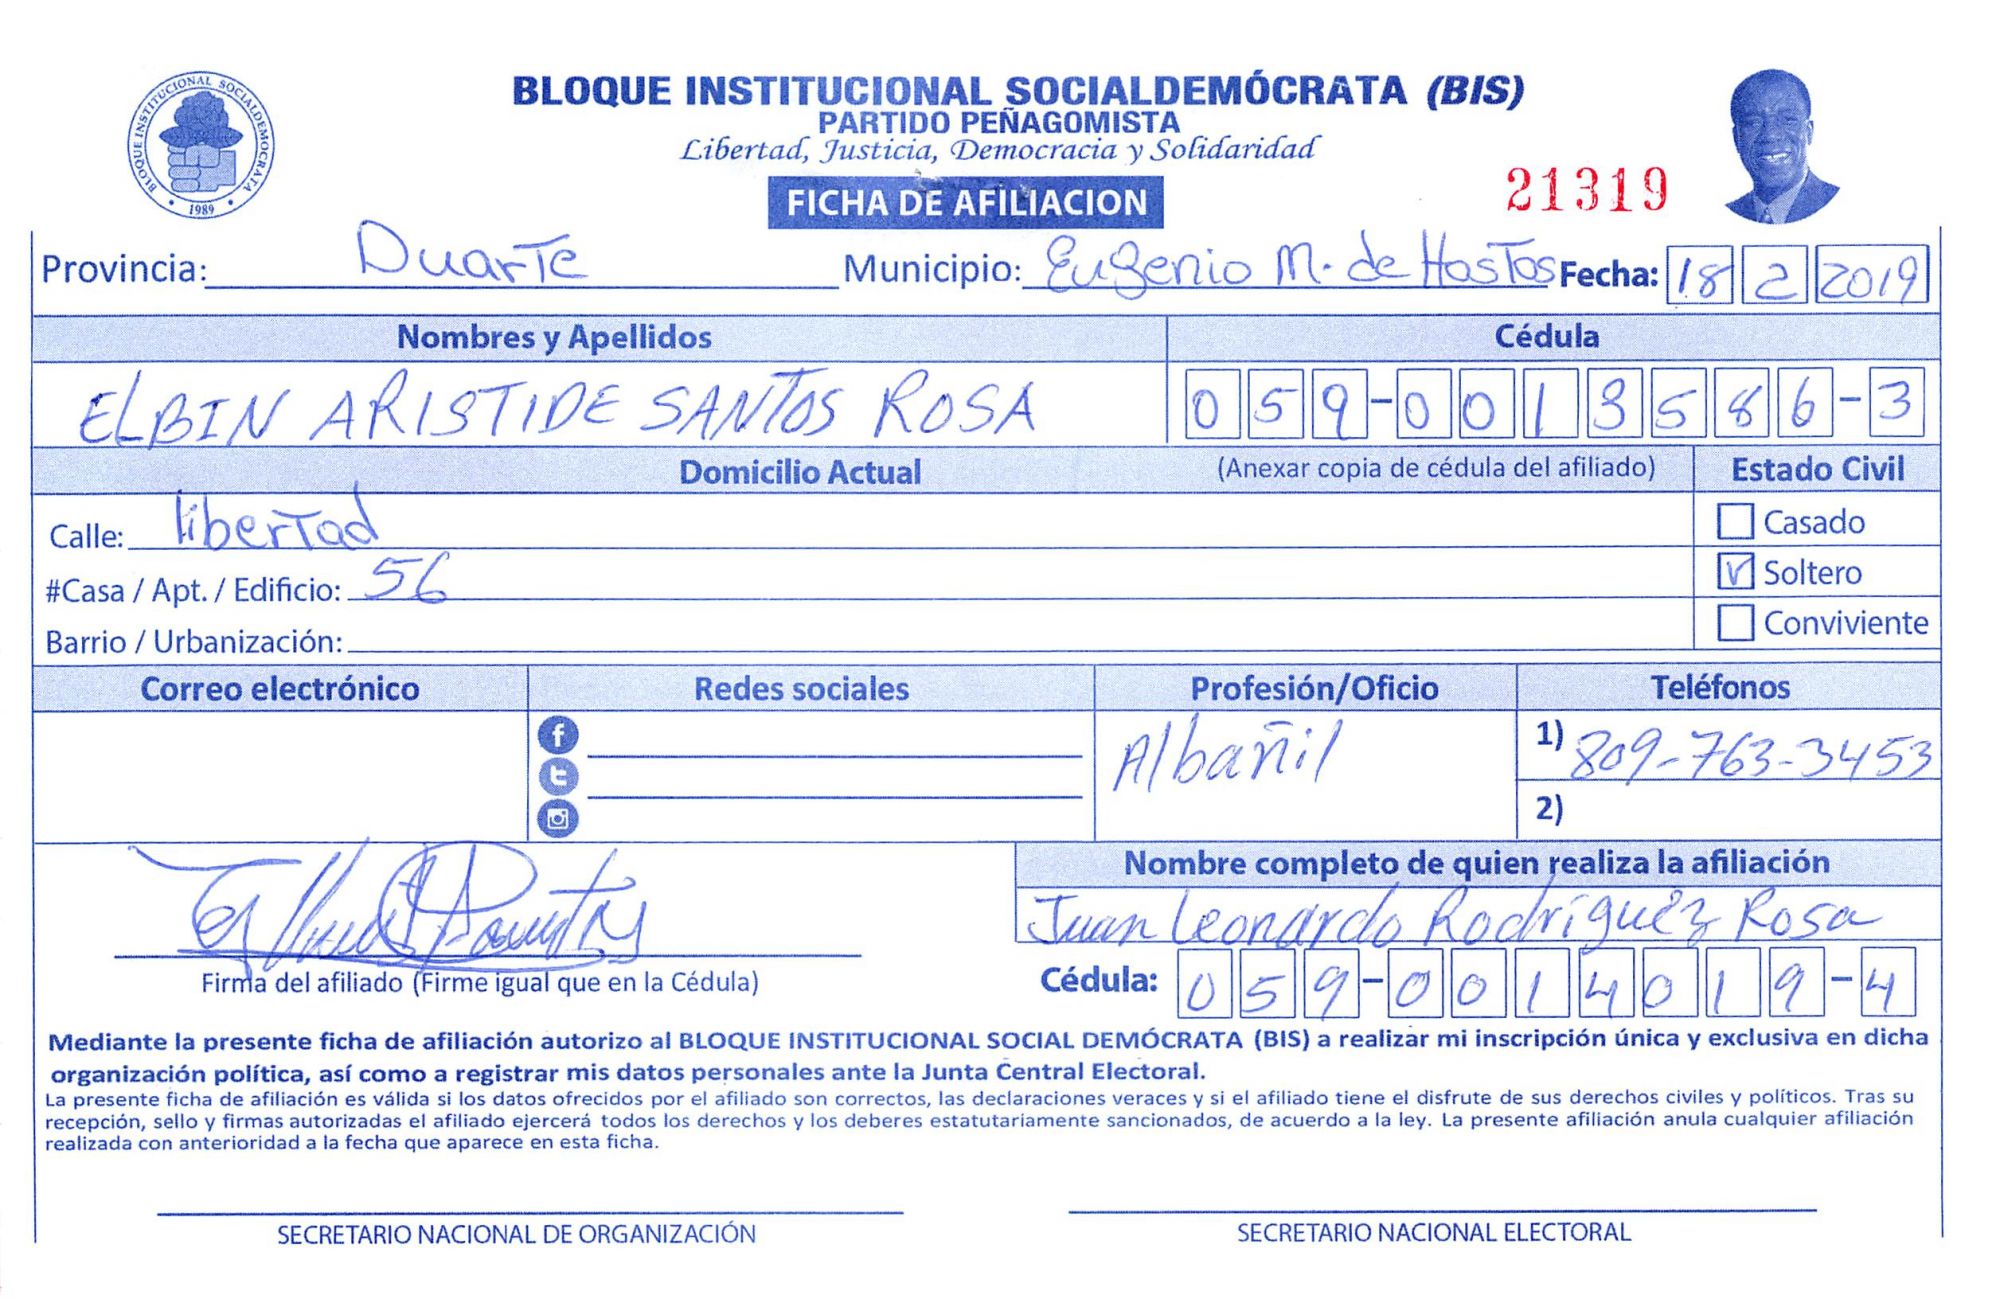 BLOQUE INSTITUCIONAL SOCIALDEMOCRATA
1989
BLOQUE INSTITUCIONAL SOCIALDEMÓCRATA (BIS)
PARTIDO PEÑAGOMISTA
Libertad, Justicia, Democracia y Solidaridad
FICHA DE AFILIACION
21319
Provincia: Duarte Municipio: Eugenio M. de Hostos Fecha: 18 2 2019
Nombres y Apellidos Cédula
ELBIN ARISTIDE SANTOS ROSA 059-0013586-3
Domicilio Actual (Anexar copia de cédula del afiliado) Estado Civil
Calle: libertad Casado
#Casa / Apt. / Edificio: 56 Soltero
Barrio / Urbanización: Conviviente
Correo electrónico Redes sociales Profesión/Oficio Teléfonos
Albañil 1) 809-763-3453
2)
Nombre completo de quien realiza la afiliación
Juan Leonardo Rodríguez Rosa
Firma del afiliado (Firme igual que en la Cédula) Cédula: 059-0014019-4
Mediante la presente ficha de afiliación autorizo al BLOQUE INSTITUCIONAL SOCIAL DEMÓCRATA (BIS) a realizar mi inscripción única y exclusiva en dicha
organización política, así como a registrar mis datos personales ante la Junta Central Electoral.
La presente ficha de afiliación es válida si los datos ofrecidos por el afiliado son correctos, las declaraciones veraces y si el afiliado tiene el disfrute de sus derechos civiles y políticos. Tras su
recepción, sello y firmas autorizadas el afiliado ejercerá todos los derechos y los deberes estatutariamente sancionados, de acuerdo a la ley. La presente afiliación anula cualquier afiliación
realizada con anterioridad a la fecha que aparece en esta ficha.
SECRETARIO NACIONAL DE ORGANIZACIÓN SECRETARIO NACIONAL ELECTORAL